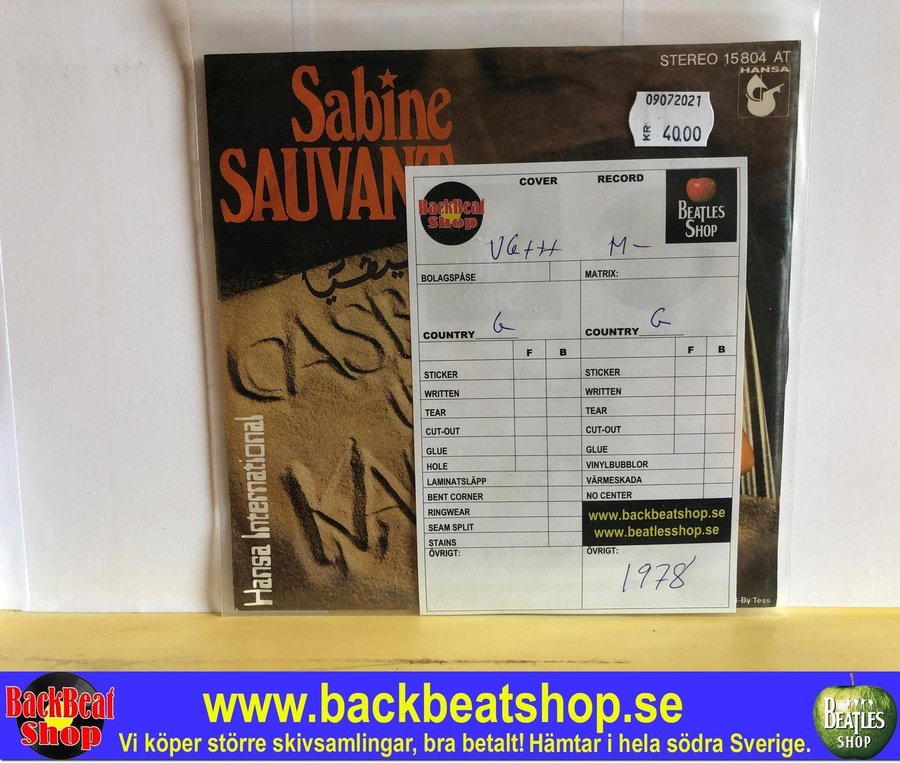 STEREO 15804 AT
HANSA
Sabine
SAUVANT
09072021
KR 40.00
BackBeat
Shop
COVER
RECORD
BEATLES
SHOP
VG+++
M-
BOLAGSPÅSE
MATRIX:
COUNTRY G
COUNTRY G
F B
F B
STICKER
STICKER
WRITTEN
WRITTEN
TEAR
TEAR
CUT-OUT
CUT-OUT
GLUE
GLUE
HOLE
VINYLBUBBLOR
LAMINATSLÄPP
VÄRMESKADA
BENT CORNER
NO CENTER
RINGWEAR
www.backbeatshop.se
SEAM SPLIT
www.beatlesshop.se
STAINS
ÖVRIGT:
ÖVRIGT:
1978
Hansa International
By Tess
BackBeat
Shop
www.backbeatshop.se
Vi köper större skivsamlingar, bra betalt! Hämtar i hela södra Sverige.
BEATLES
SHOP